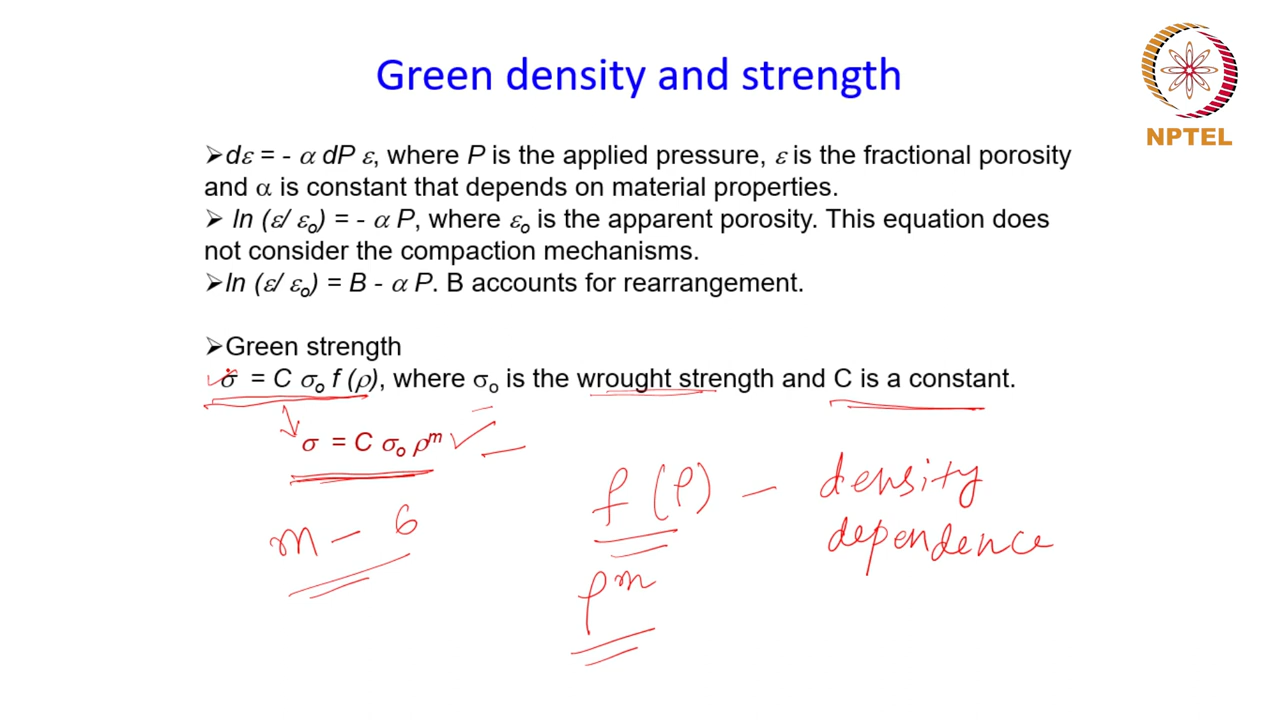 Green density and strength
NPTEL
➢dε = - α dP ε, where P is the applied pressure, ε is the fractional porosity
and α is constant that depends on material properties.
➢ ln (ε/ εo) = - α P, where εo is the apparent porosity. This equation does
not consider the compaction mechanisms.
➢ln (ε/ εo) = B - α P. B accounts for rearrangement.
➢Green strength
σ = C σo f (ρ), where σo is the wrought strength and C is a constant.
σ = C σo ρᵐ
f (ρ) – density
dependence
m – 6
ρᵐ